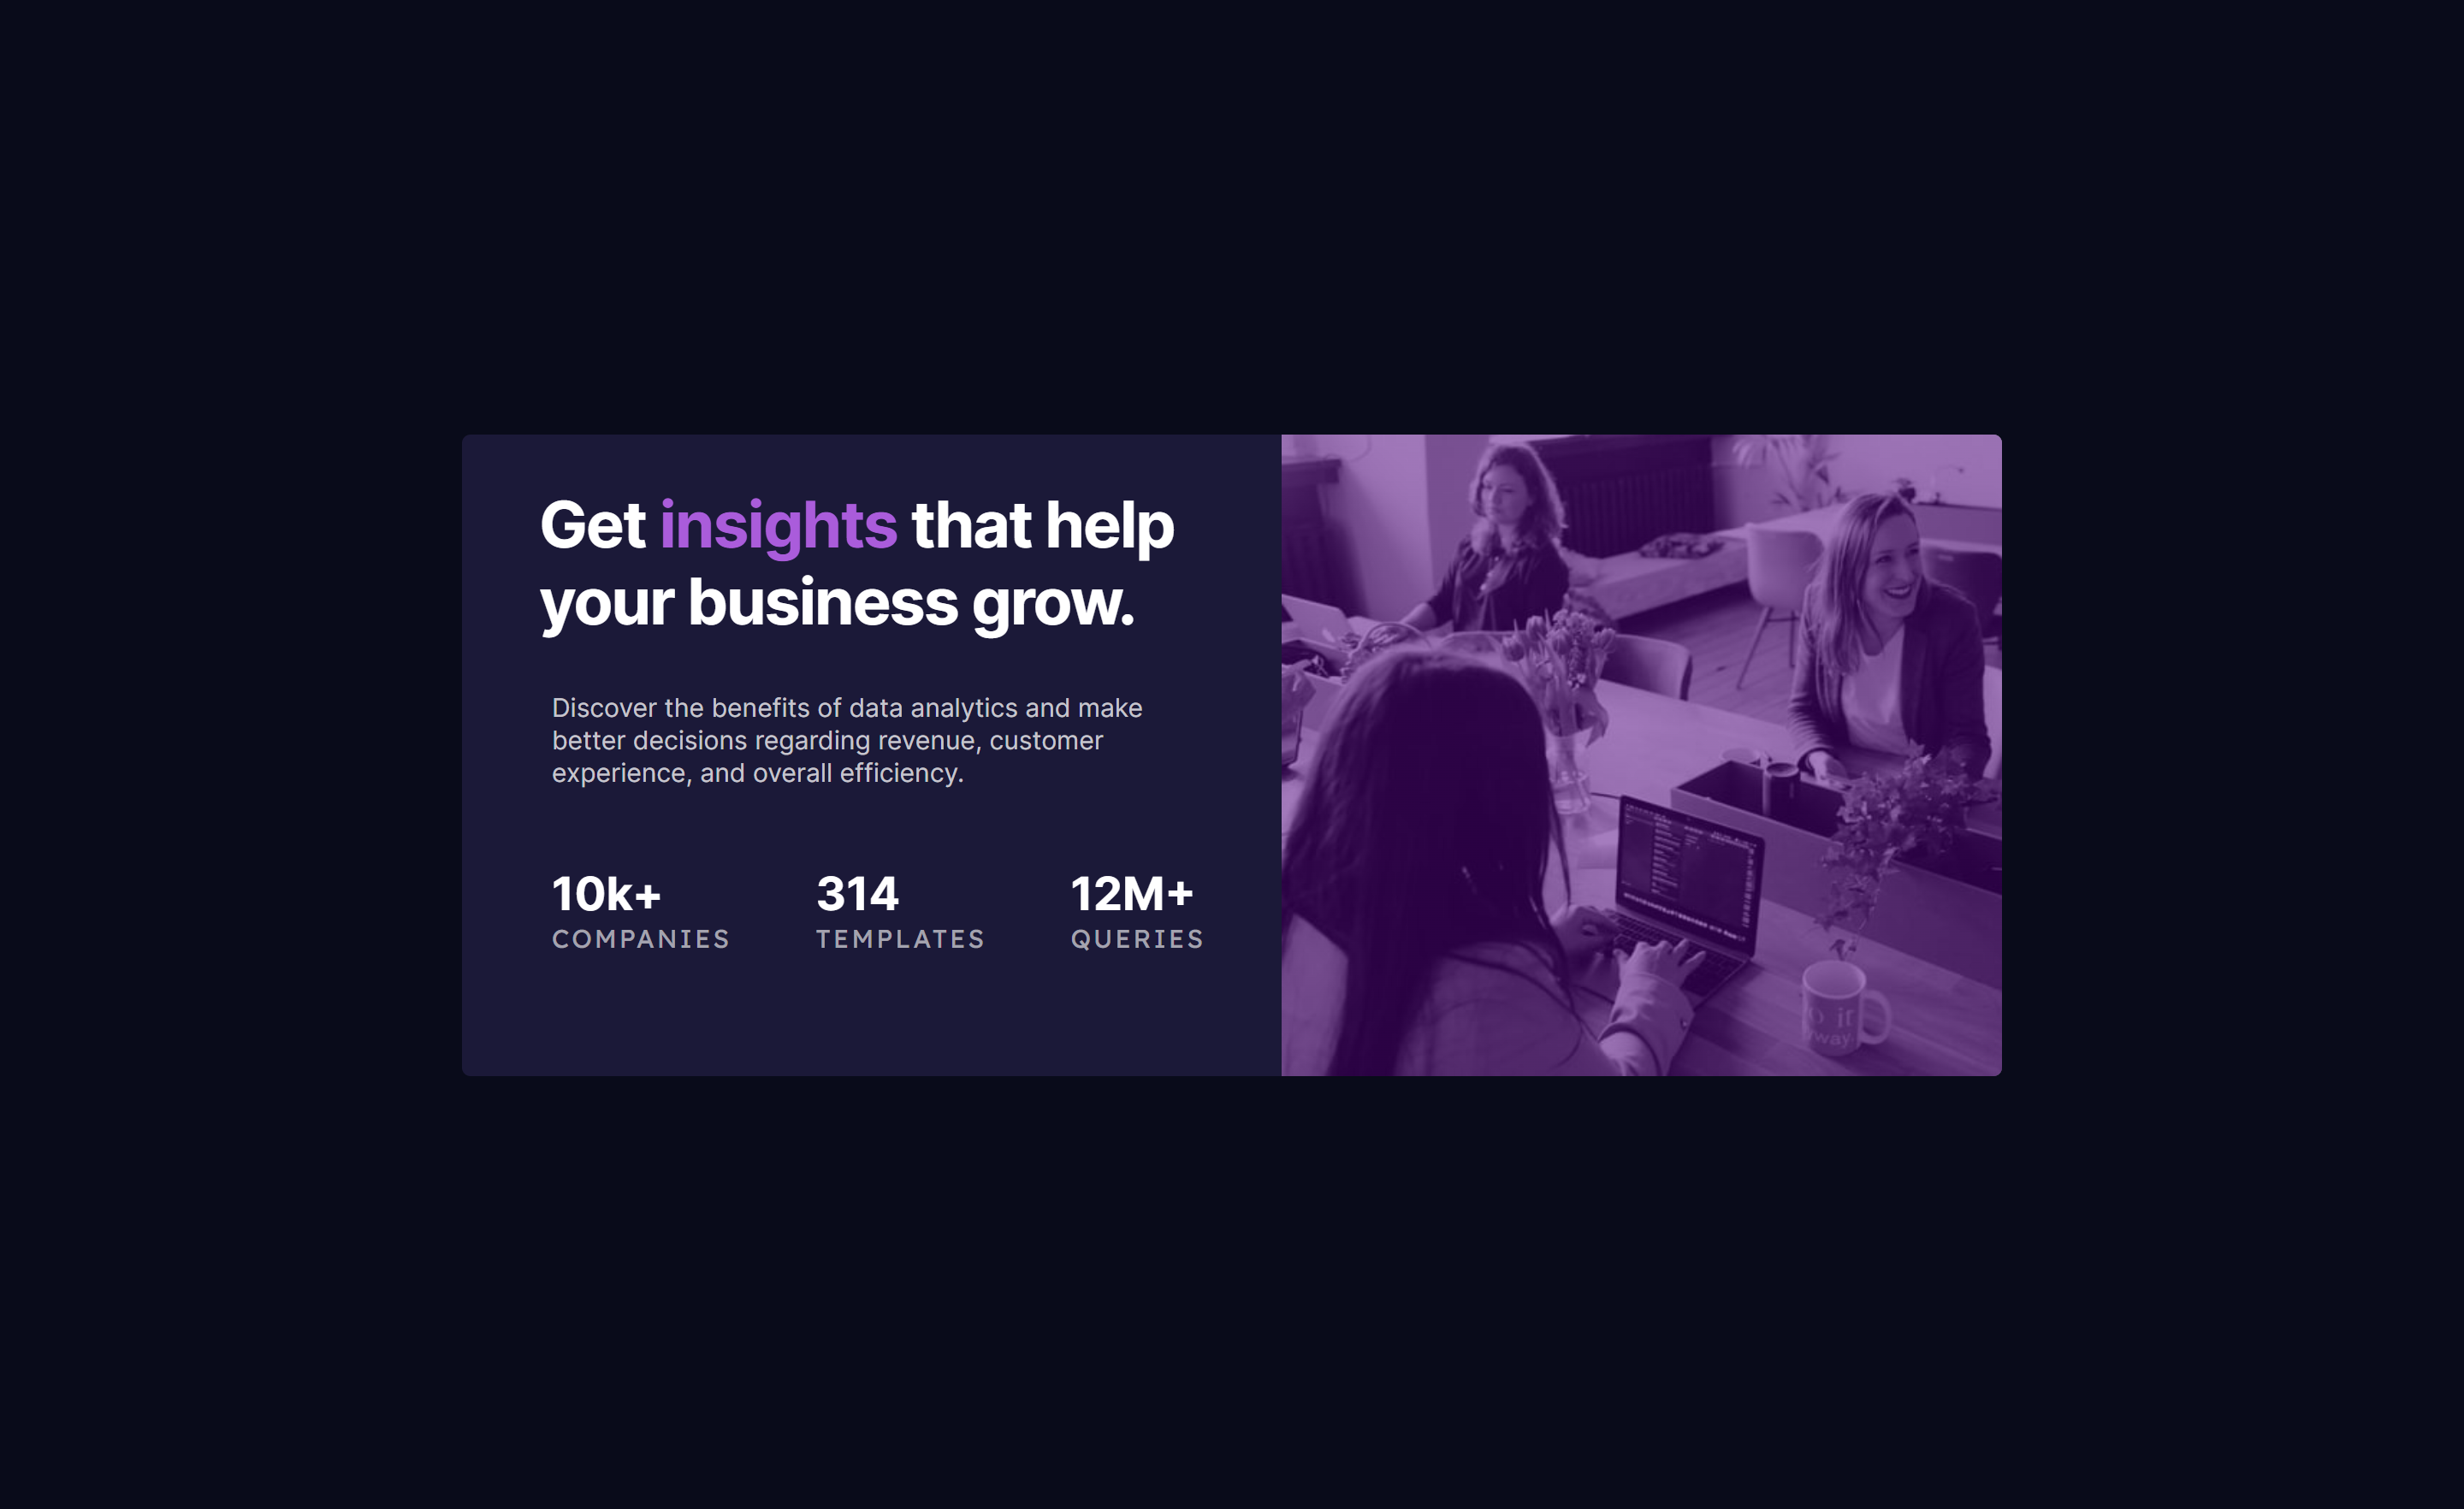 Get insights that help
your business grow.
Discover the benefits of data analytics and make
better decisions regarding revenue, customer
experience, and overall efficiency.
10k+ 314 12M+
COMPANIES TEMPLATES QUERIES